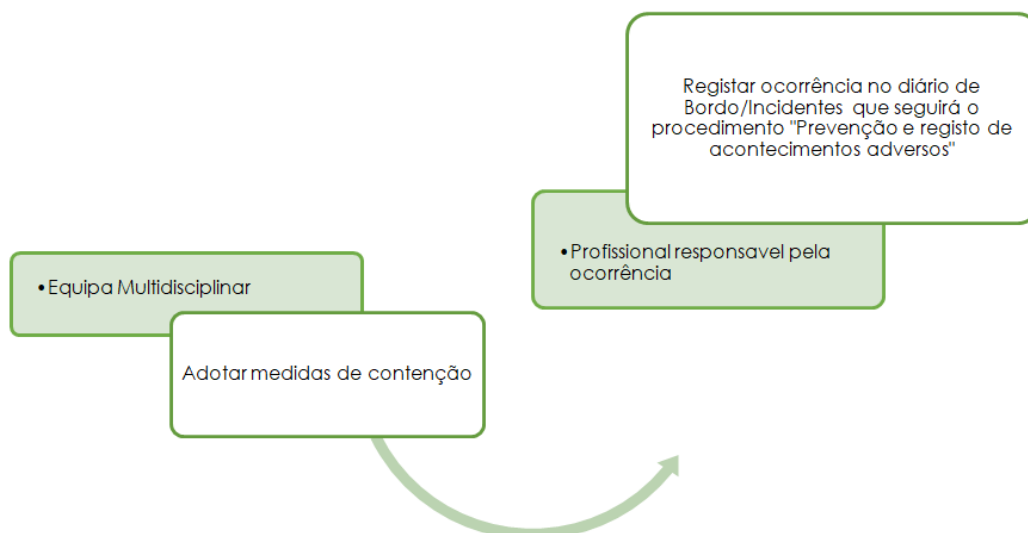 • Equipa Multidisciplinar
Adotar medidas de contenção
Registar ocorrência no diário de
Bordo/Incidentes que seguirá o
procedimento "Prevenção e registo de
acontecimentos adversos"
• Profissional responsavel pela
ocorrência